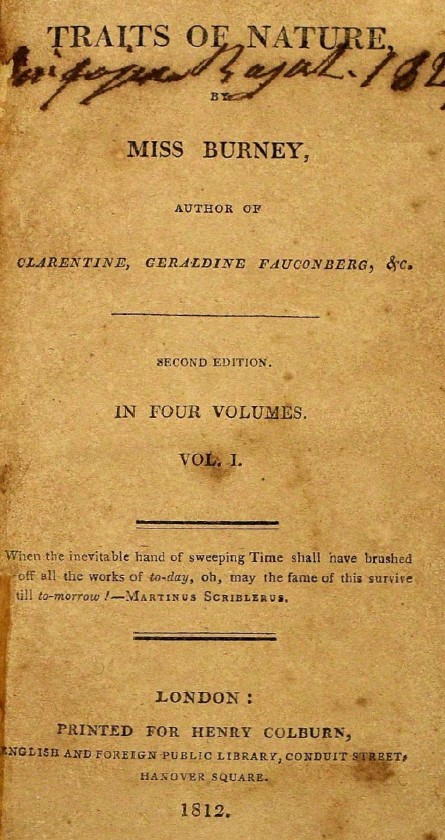 TRAITS OF NATURE,
BY
MISS BURNEY,
AUTHOR OF
CLARENTINE, GERALDINE FAUCONBERG, &c.
SECOND EDITION.
IN FOUR VOLUMES.
VOL. I.
When the inevitable hand of sweeping Time shall have brushed
off all the works of to-day, oh, may the fame of this survive
till to-morrow!—MARTINUS SCRIBLERUS.
LONDON:
PRINTED FOR HENRY COLBURN,
ENGLISH AND FOREIGN PUBLIC LIBRARY, CONDUIT STREET,
HANOVER SQUARE.
1812.